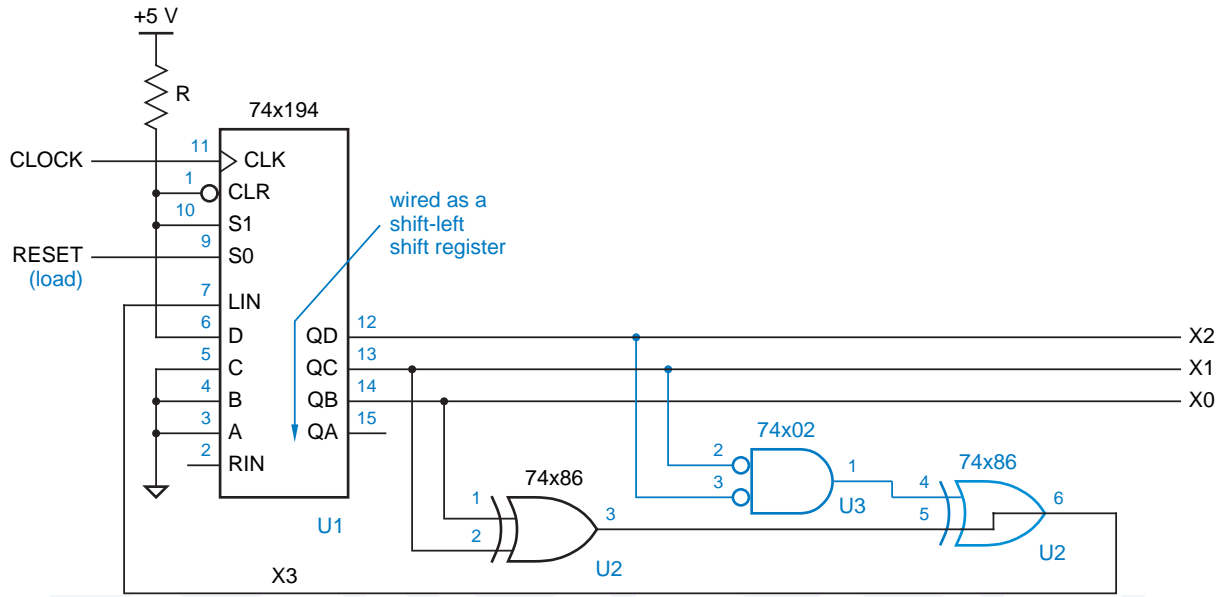 +5 V
R
74x194
CLOCK
11
CLK
1
CLR
10
S1
RESET
(load)
9
S0
7
LIN
6
D
5
C
4
B
3
A
2
RIN
wired as a
shift-left
shift register
QD
12
X2
QC
13
X1
QB
14
X0
QA
15
U1
74x02
2
3
1
U3
74x86
1
2
3
U2
74x86
4
5
6
U2
X3